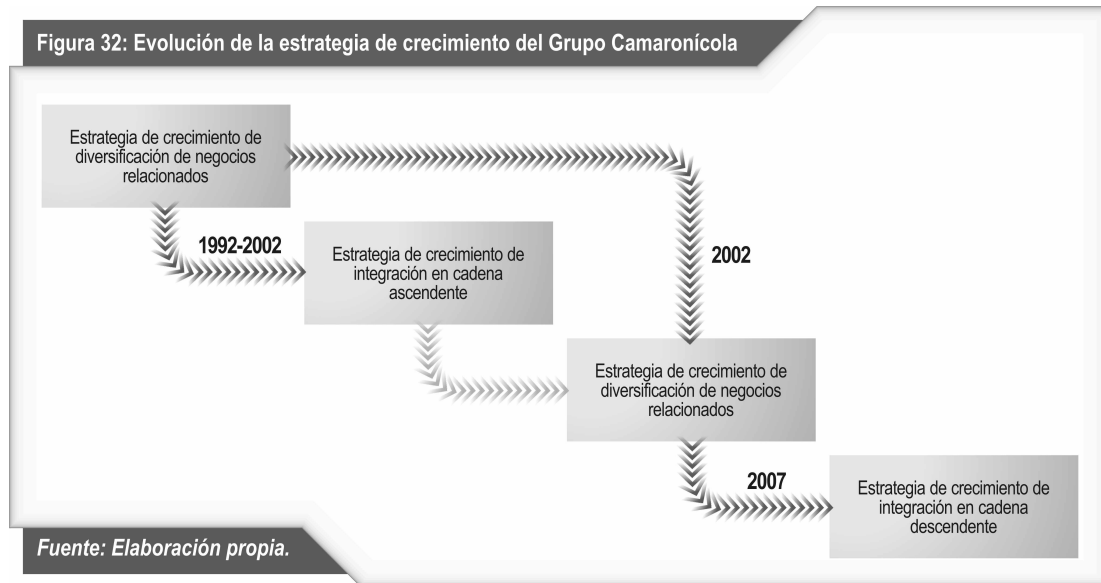 Figura 32: Evolución de la estrategia de crecimiento del Grupo Camaronícola
Estrategia de crecimiento de
diversificación de negocios
relacionados
1992-2002
Estrategia de crecimiento de
integración en cadena
ascendente
2002
Estrategia de crecimiento de
diversificación de negocios
relacionados
2007
Estrategia de crecimiento de
integración en cadena
descendente
Fuente: Elaboración propia.